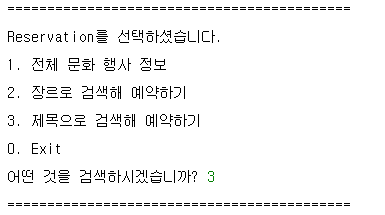 ===========================================
Reservation를 선택하셨습니다.
1. 전체 문화 행사 정보
2. 장르로 검색해 예약하기
3. 제목으로 검색해 예약하기
0. Exit
어떤 것을 검색하시겠습니까? 3
===========================================